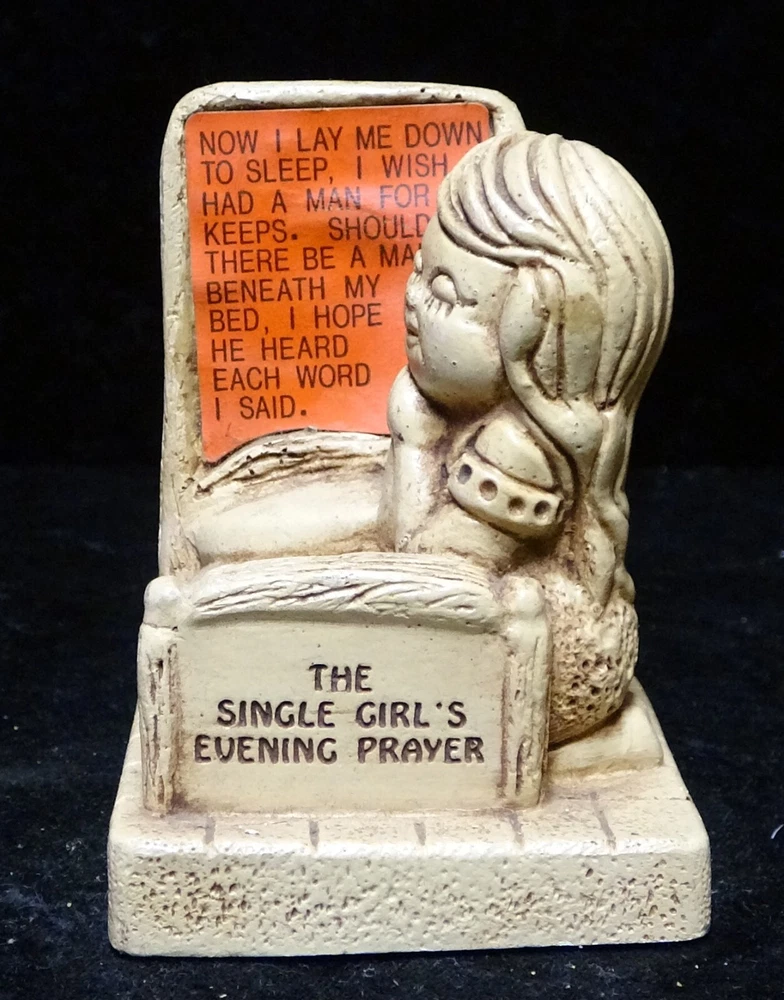 NOW I LAY ME DOWN
TO SLEEP, I WISH
HAD A MAN FOR
KEEPS. SHOULD
THERE BE A MA
BENEATH MY
BED, I HOPE
HE HEARD
EACH WORD
I SAID.
THE
SINGLE GIRL'S
EVENING PRAYER